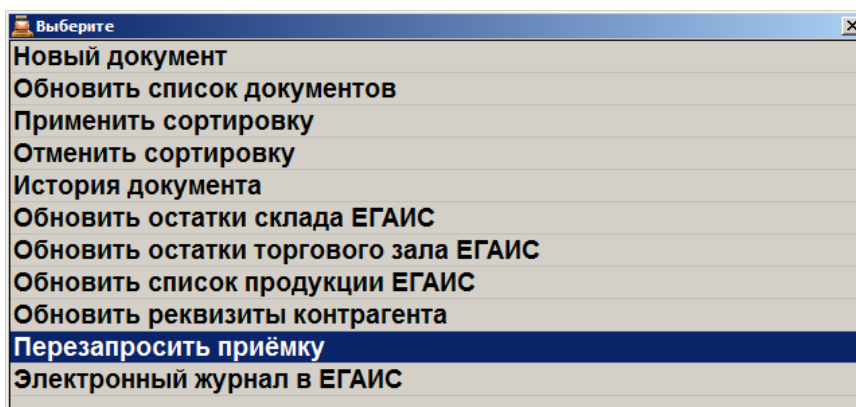 Выберите
Новый документ
Обновить список документов
Применить сортировку
Отменить сортировку
История документа
Обновить остатки склада ЕГАИС
Обновить остатки торгового зала ЕГАИС
Обновить список продукции ЕГАИС
Обновить реквизиты контрагента
Перезапросить приёмку
Электронный журнал в ЕГАИС